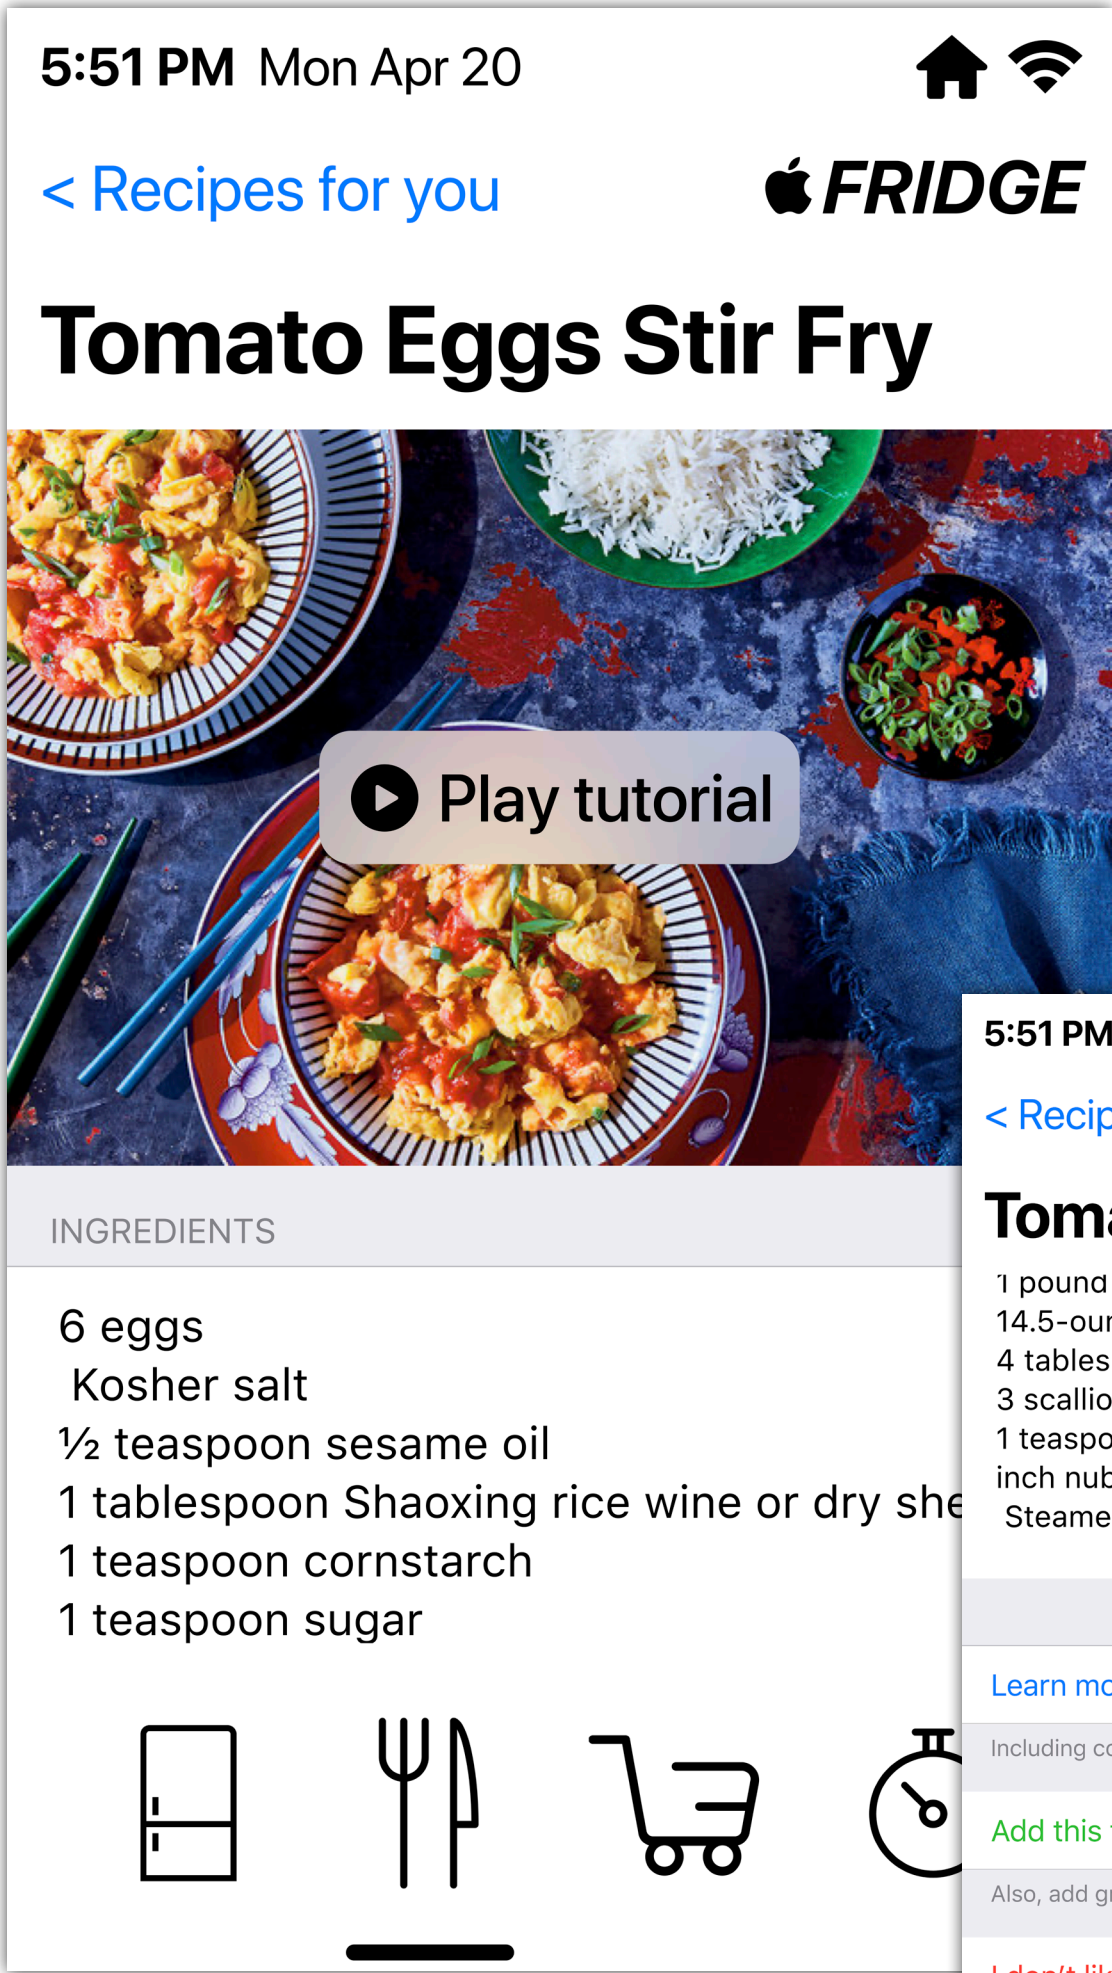 5:51 PM Mon Apr 20
< Recipes for you
FRIDGE
Tomato Eggs Stir Fry
Play tutorial
INGREDIENTS
6 eggs
Kosher salt
½ teaspoon sesame oil
1 tablespoon Shaoxing rice wine or dry she
1 teaspoon cornstarch
1 teaspoon sugar
5:51 PM
< Recip
Toma
1 pound
14.5-oun
4 tables
3 scallio
1 teaspo
inch nub
Steame
Learn mo
Including co
Add this
Also, add gr
I don't lik